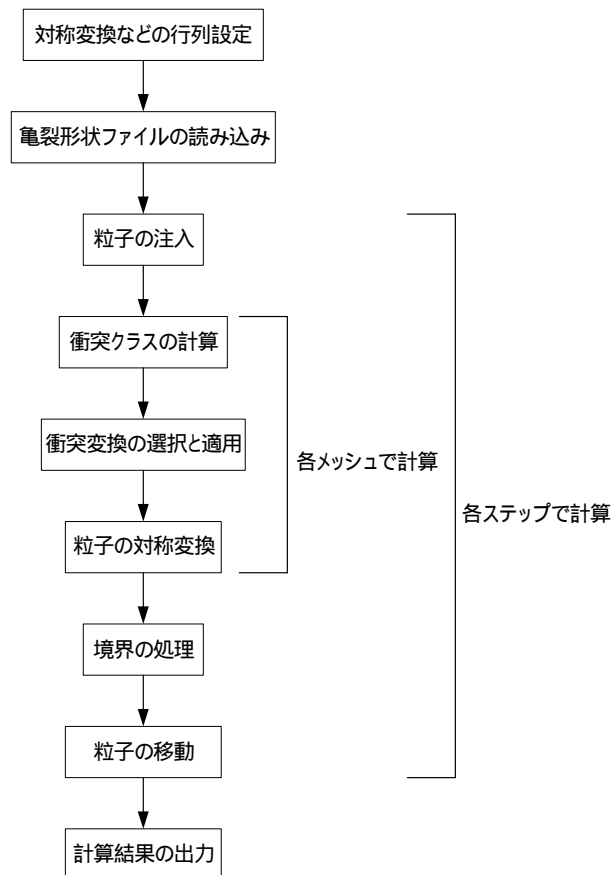 対称変換などの行列設定
亀裂形状ファイルの読み込み
粒子の注入
衝突クラスの計算
衝突変換の選択と適用
粒子の対称変換
各メッシュで計算
各ステップで計算
境界の処理
粒子の移動
計算結果の出力